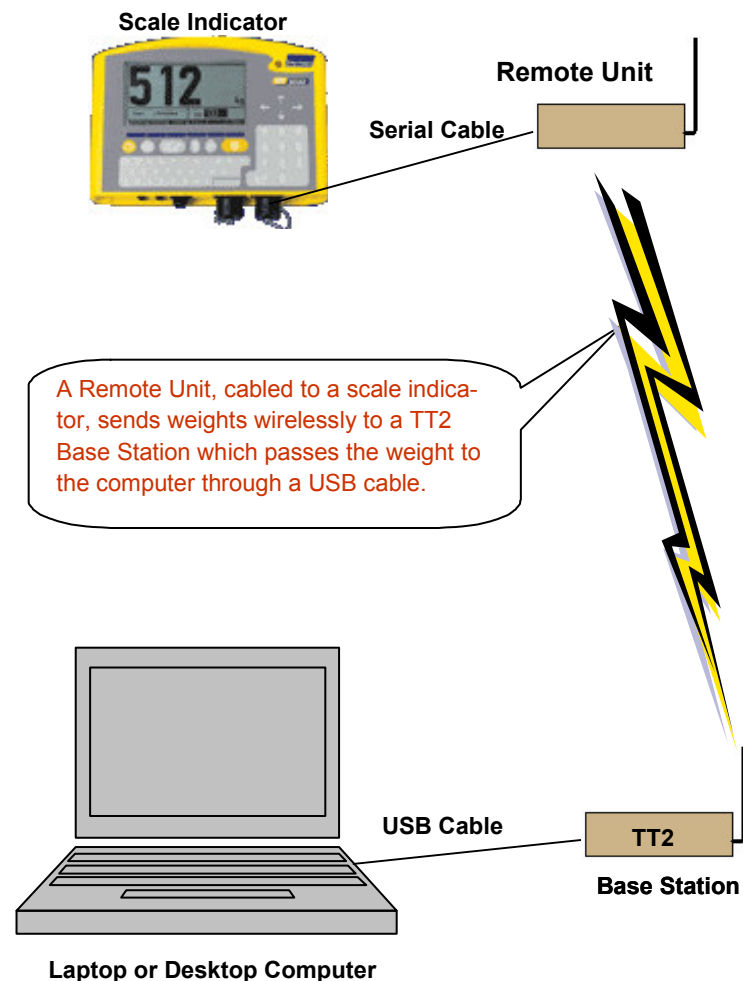 Scale Indicator
512
kg
Remote Unit
Serial Cable
A Remote Unit, cabled to a scale indica-
tor, sends weights wirelessly to a TT2
Base Station which passes the weight to
the computer through a USB cable.
USB Cable
TT2
Base Station
Laptop or Desktop Computer